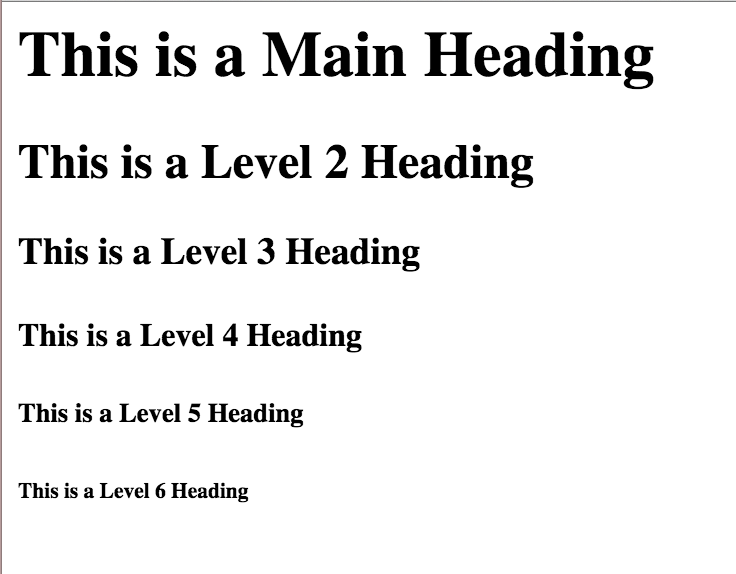 This is a Main Heading
This is a Level 2 Heading
This is a Level 3 Heading
This is a Level 4 Heading
This is a Level 5 Heading
This is a Level 6 Heading